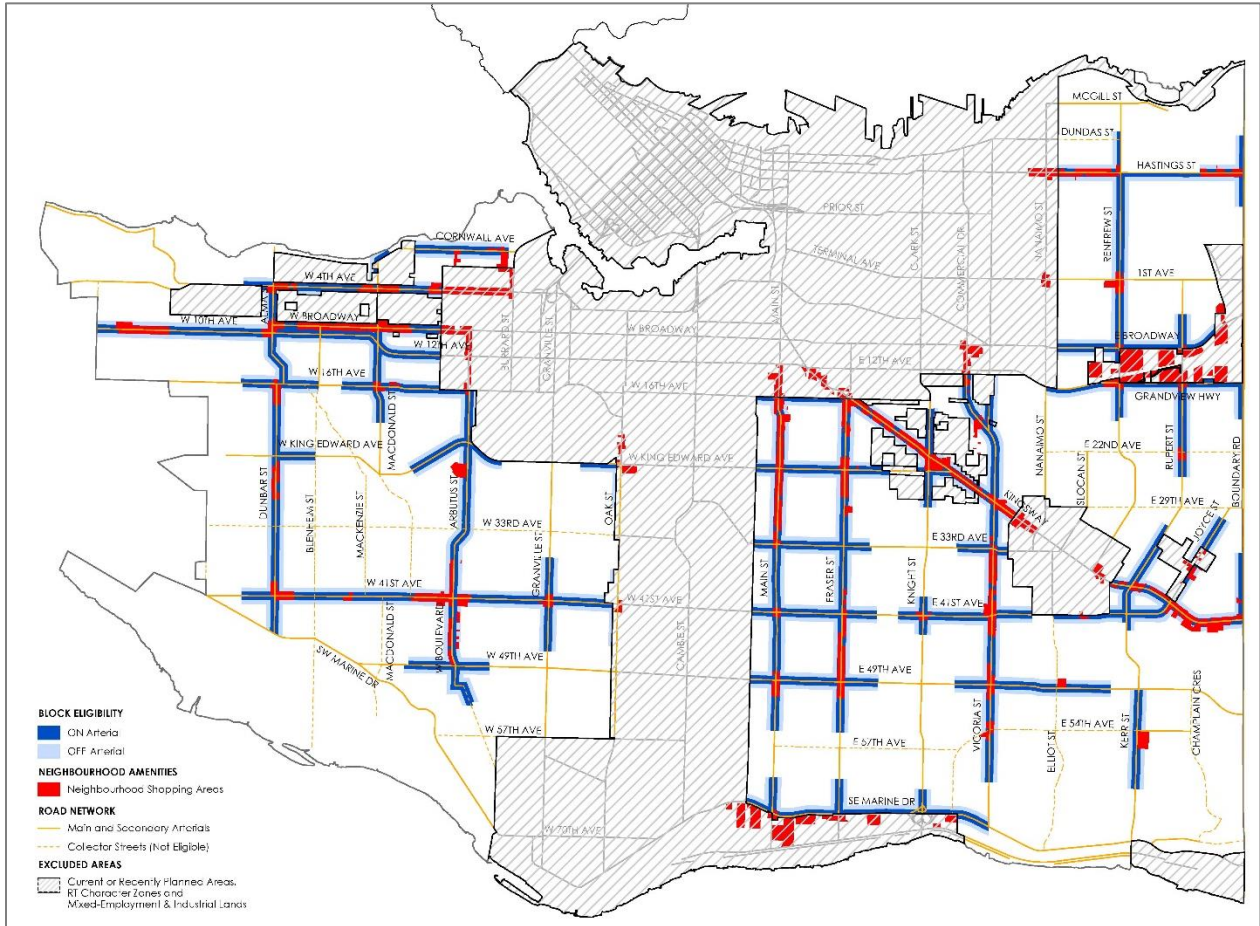 MCGILL ST
DUNDAS ST
HASTINGS ST
PRIOR ST
CORNWALL AVE
TERMINAL AVE
CLARK ST
COMMERCIAL DR
NANAIMO ST
RENFREW ST
W 4TH AVE
1ST AVE
ALMA
W 10TH AVE
W BROADWAY
BURRARD ST
GRANVILLE ST
W BROADWAY
MAIN ST
E BROADWAY
W 12TH AVE
E 12TH AVE
W 16TH AVE
W 16TH AVE
GRANDVIEW HWY
MACDONALD ST
W KING EDWARD AVE
W KING EDWARD AVE
NANAIMO ST
SLOCAN ST
E 22ND AVE
RUPERT ST
BOUNDARY RD
DUNBAR ST
BLENHEIM ST
MACKENZIE ST
ARBUTUS ST
OAK ST
KINGSWAY
E 29TH AVE
JOYCE ST
W 33RD AVE
E 33RD AVE
GRANVILLE ST
MAIN ST
FRASER ST
KNIGHT ST
W 41ST AVE
W 41ST AVE
E 41ST AVE
MACDONALD ST
W BOULEVARD
CAMBIE ST
SW MARINE DR
W 49TH AVE
E 49TH AVE
VICTORIA ST
ELLIOT ST
KERR ST
CHAMPLAIN CRES
W 57TH AVE
E 57TH AVE
E 54TH AVE
SE MARINE DR
W 70TH AVE
BLOCK ELIGIBILITY
ON Arterial
OFF Arterial
NEIGHBOURHOOD AMENITIES
Neighbourhood Shopping Areas
ROAD NETWORK
Main and Secondary Arterials
Collector Streets (Not Eligible)
EXCLUDED AREAS
Current or Recently Planned Areas,
RT Character Zones and
Mixed-Employment & Industrial Lands